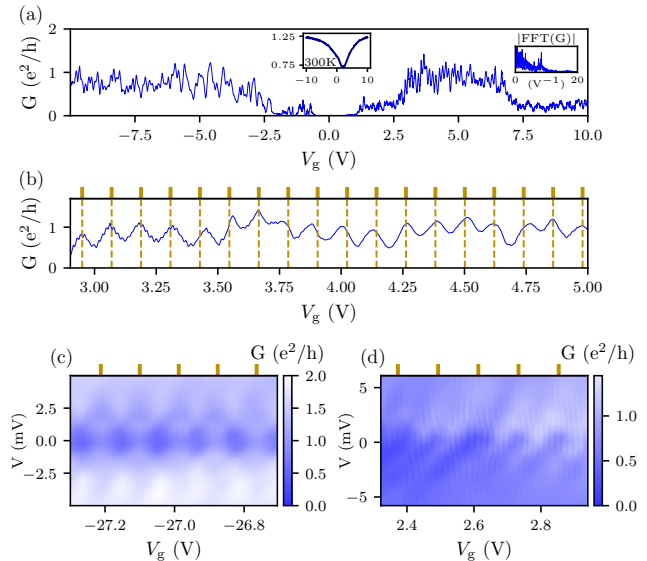 (a)
2
1
0
G (e²/h)
1.25
0.75
300K
−10 0 10
|FFT(G)|
0 20
(V⁻¹)
−7.5 −5.0 −2.5 0.0 2.5 5.0 7.5 10.0
Vg (V)
(b)
1
0
G (e²/h)
3.00 3.25 3.50 3.75 4.00 4.25 4.50 4.75 5.00
Vg (V)
(c)
G (e²/h)
2.5
0.0
−2.5
V (mV)
−27.2 −27.0 −26.8
Vg (V)
2.0
1.5
1.0
0.5
0.0
(d)
G (e²/h)
5
0
−5
V (mV)
2.4 2.6 2.8
Vg (V)
1.0
0.5
0.0